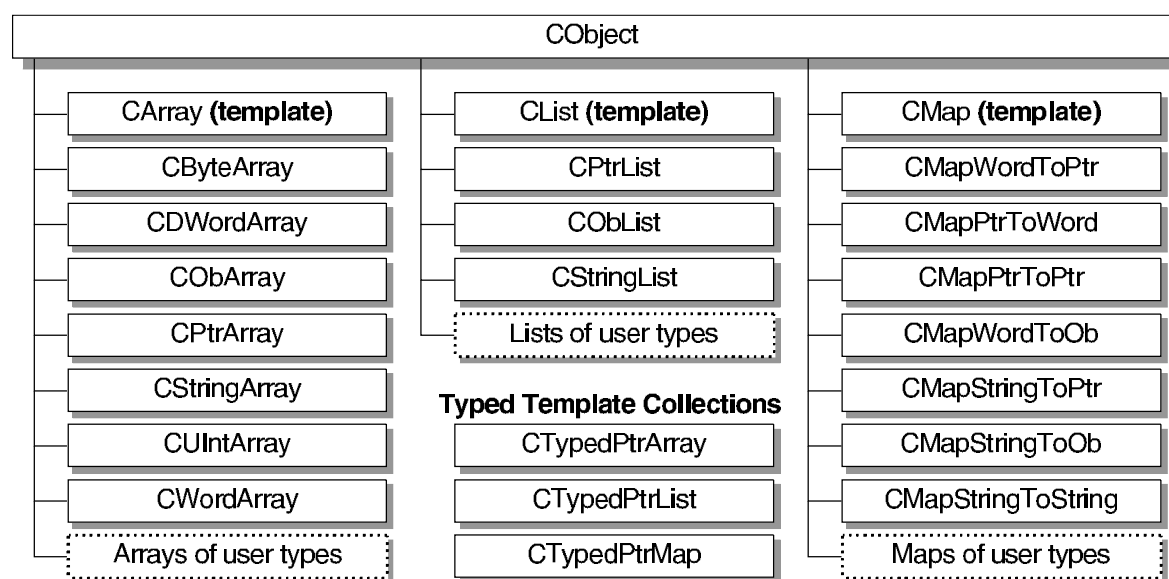 CObject
CArray (template)
CByteArray
CDWordArray
CObArray
CPtrArray
CStringArray
CUIntArray
CWordArray
Arrays of user types
CList (template)
CPtrList
CObList
CStringList
Lists of user types
Typed Template Collections
CTypedPtrArray
CTypedPtrList
CTypedPtrMap
CMap (template)
CMapWordToPtr
CMapPtrToWord
CMapPtrToPtr
CMapWordToOb
CMapStringToPtr
CMapStringToOb
CMapStringToString
Maps of user types